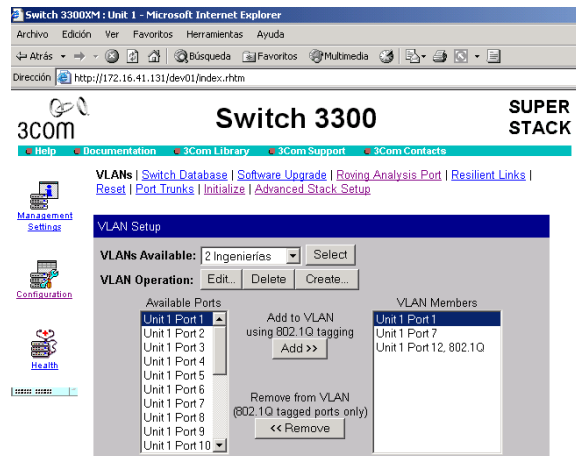 Switch 3300XM : Unit 1 - Microsoft Internet Explorer
Archivo Edición Ver Favoritos Herramientas Ayuda
Atrás Búsqueda Favoritos Multimedia
Dirección http://172.16.41.131/dev01/index.rhtm
3COM
Switch 3300
SUPER
STACK
Help Documentation 3Com Library 3Com Support 3Com Contacts
VLANs | Switch Database | Software Upgrade | Roving Analysis Port | Resilient Links |
Reset | Port Trunks | Initialize | Advanced Stack Setup
Management
Settings
Configuration
Health
VLAN Setup
VLANs Available: 2 Ingenierías Select
VLAN Operation: Edit... Delete Create...
Available Ports
Unit 1 Port 1
Unit 1 Port 2
Unit 1 Port 3
Unit 1 Port 4
Unit 1 Port 5
Unit 1 Port 6
Unit 1 Port 7
Unit 1 Port 8
Unit 1 Port 9
Unit 1 Port 10
Add to VLAN
using 802.1Q tagging
Add >>
Remove from VLAN
(802.1Q tagged ports only)
<< Remove
VLAN Members
Unit 1 Port 1
Unit 1 Port 7
Unit 1 Port 12, 802.1Q